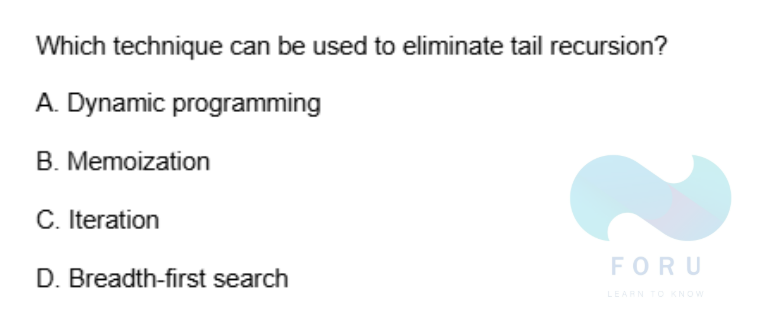 Which technique can be used to eliminate tail recursion?
A. Dynamic programming
B. Memoization
C. Iteration
D. Breadth-first search
FORU
LEARN TO KNOW